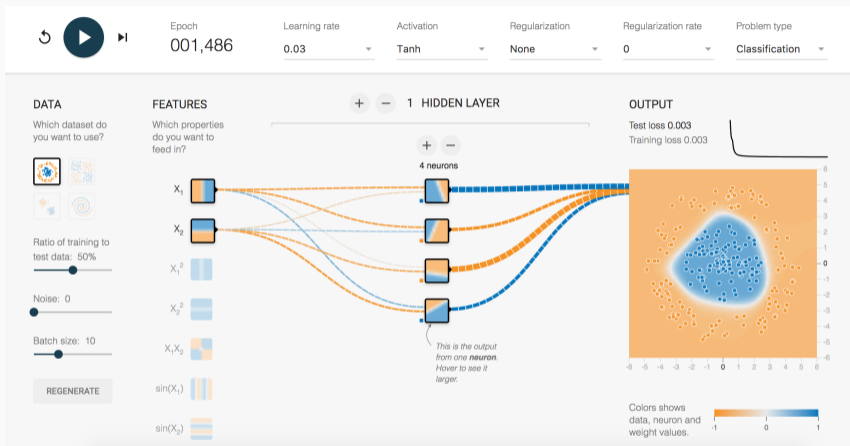 Epoch
001,486
Learning rate
0.03
Activation
Tanh
Regularization
None
Regularization rate
0
Problem type
Classification
DATA
Which dataset do
you want to use?
Ratio of training to
test data: 50%
Noise: 0
Batch size: 10
REGENERATE
FEATURES
Which properties
do you want to
feed in?
X₁
X₂
X₁²
X₂²
X₁X₂
sin(X₁)
sin(X₂)
+ − 1 HIDDEN LAYER
+ −
4 neurons
This is the output
from one neuron.
Hover to see it
larger.
OUTPUT
Test loss 0.003
Training loss 0.003
6
5
4
3
2
1
0
-1
-2
-3
-4
-5
-6
-6 -5 -4 -3 -2 -1 0 1 2 3 4 5 6
Colors shows
data, neuron and
weight values.
-1 0 1